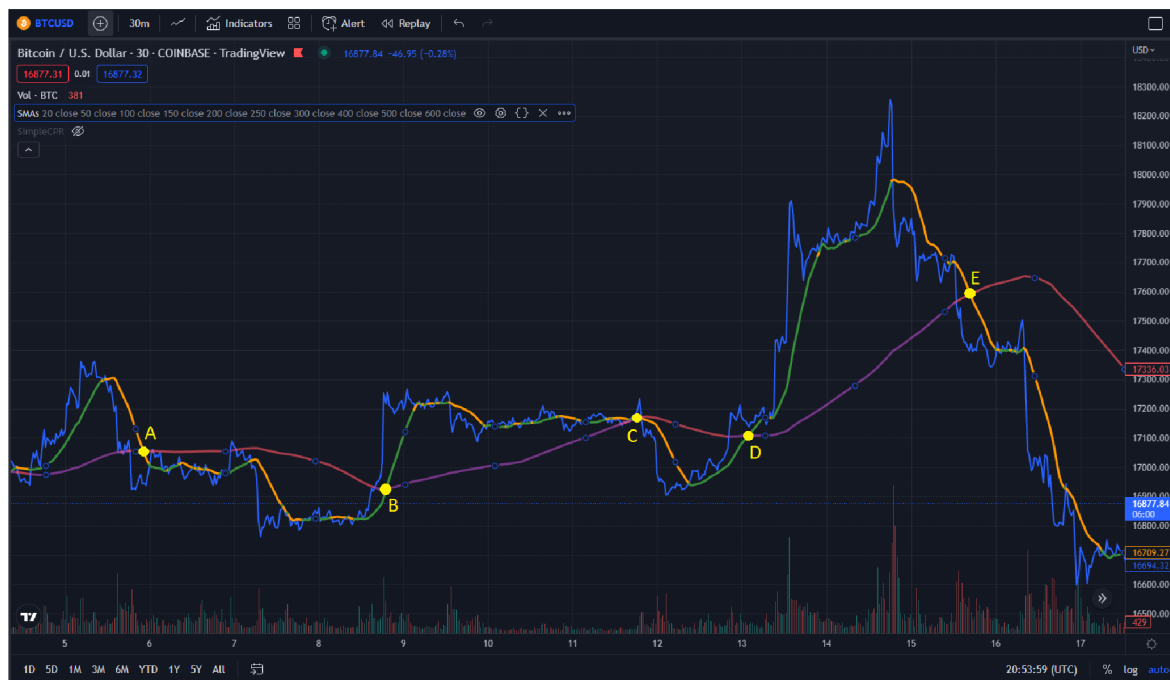 BTCUSD 30m Indicators Alert Replay
Bitcoin / U.S. Dollar · 30 · COINBASE · TradingView 16877.84 -46.95 (-0.28%)
USD
16877.31 0.01 16877.32
Vol · BTC 381
SMAs 20 close 50 close 100 close 150 close 200 close 250 close 300 close 400 close 500 close 600 close
SimpleCPR
18300.00
18200.00
18100.00
18000.00
17900.00
17800.00
17700.00
17600.00
17500.00
17400.00
17336.03
17300.00
17200.00
17100.00
17000.00
16900.00
16877.84
06:00
16800.00
16709.27
16694.32
16600.00
16500.00
429
A
B
C
D
E
5 6 7 8 9 10 11 12 13 14 15 16 17
1D 5D 1M 3M 6M YTD 1Y 5Y All 20:53:59 (UTC) % log auto